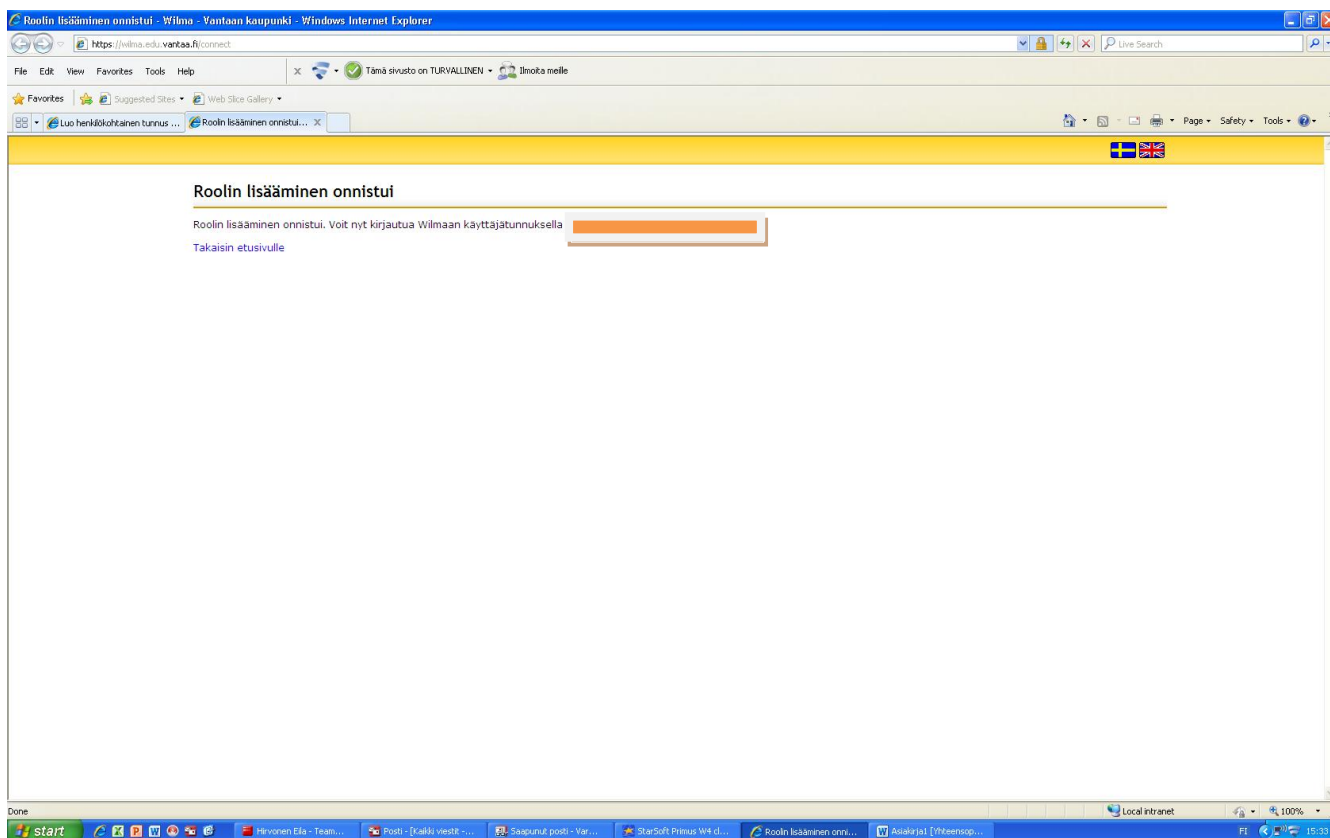 Roolin lisääminen onnistui - Wilma - Vantaan kaupunki - Windows Internet Explorer
https://wilma.edu.vantaa.fi/connect
Live Search
File Edit View Favorites Tools Help
x Tämä sivusto on TURVALLINEN Ilmoita meille
Favorites Suggested Sites Web Slice Gallery
Luo henkilökohtainen tunnus ... Roolin lisääminen onnistui... X
Page Safety Tools
Roolin lisääminen onnistui
Roolin lisääminen onnistui. Voit nyt kirjautua Wilmaan käyttäjätunnuksella
Takaisin etusivulle
Done Local intranet 100%
start Hirvonen Eila - Team... Posti - [Kaikki viestit -... Saapunut posti - Var... StarSoft Primus W4 cl... Roolin lisääminen onni... Asiakirja1 [Yhteensop... FI